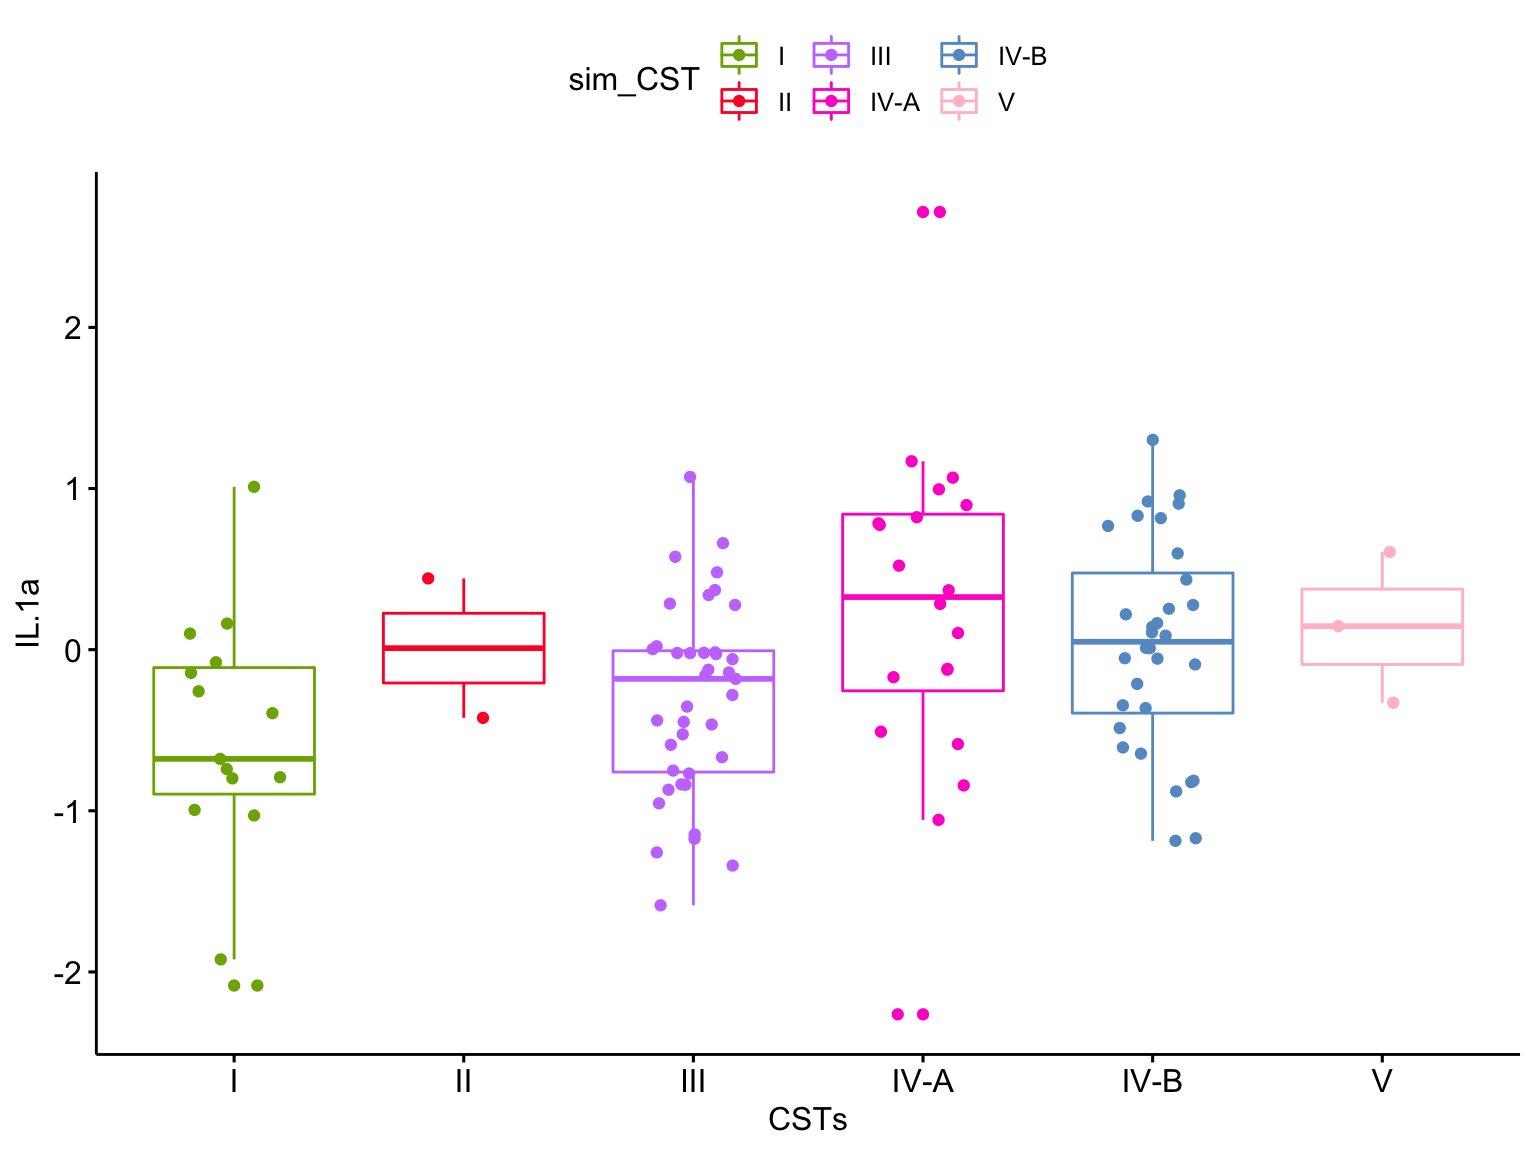 sim_CST
I III IV-B
II IV-A V
IL.1a
2
1
0
-1
-2
I II III IV-A IV-B V
CSTs